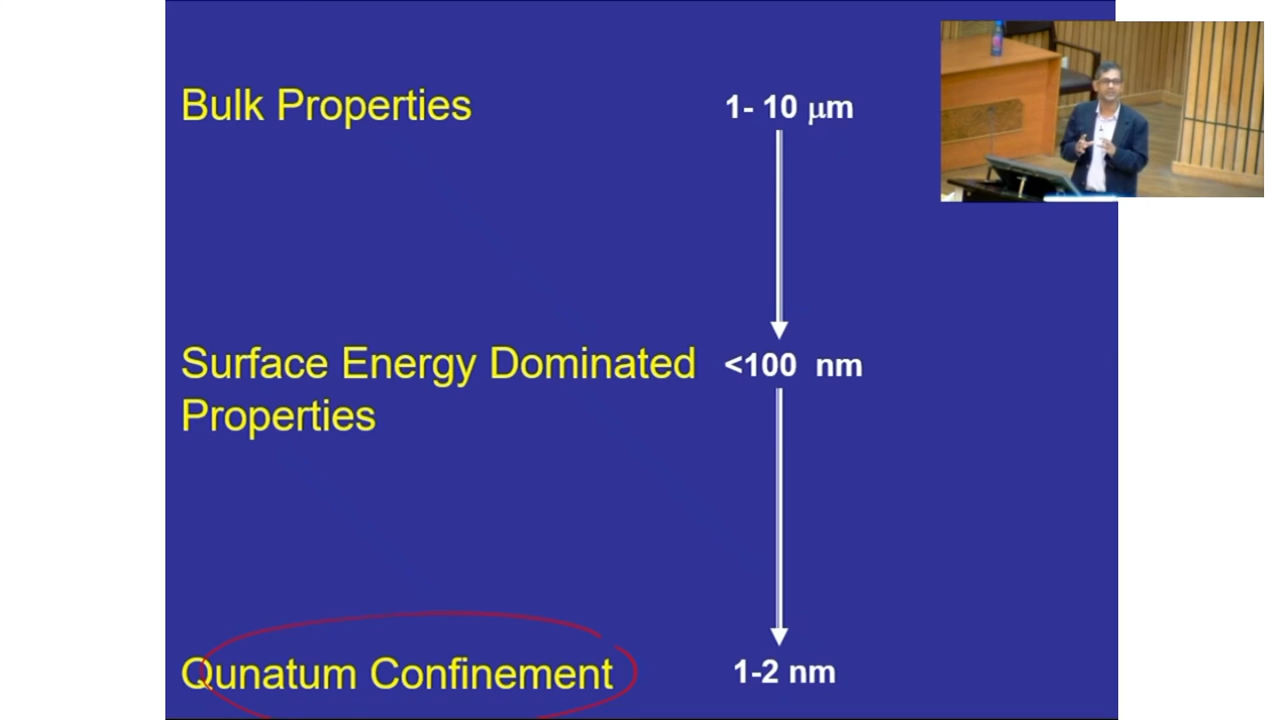 Bulk Properties 1- 10 μm
Surface Energy Dominated <100 nm
Properties
Qunatum Confinement 1-2 nm